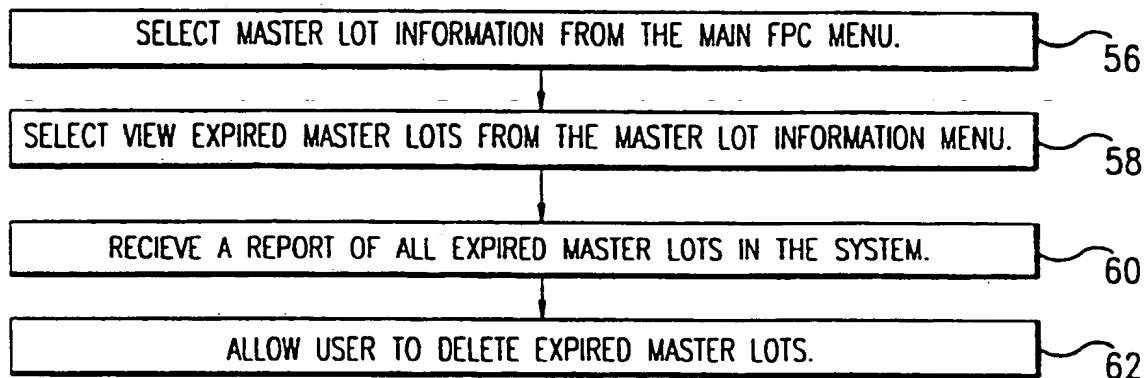 SELECT MASTER LOT INFORMATION FROM THE MAIN FPC MENU.
56
SELECT VIEW EXPIRED MASTER LOTS FROM THE MASTER LOT INFORMATION MENU.
58
RECIEVE A REPORT OF ALL EXPIRED MASTER LOTS IN THE SYSTEM.
60
ALLOW USER TO DELETE EXPIRED MASTER LOTS.
62